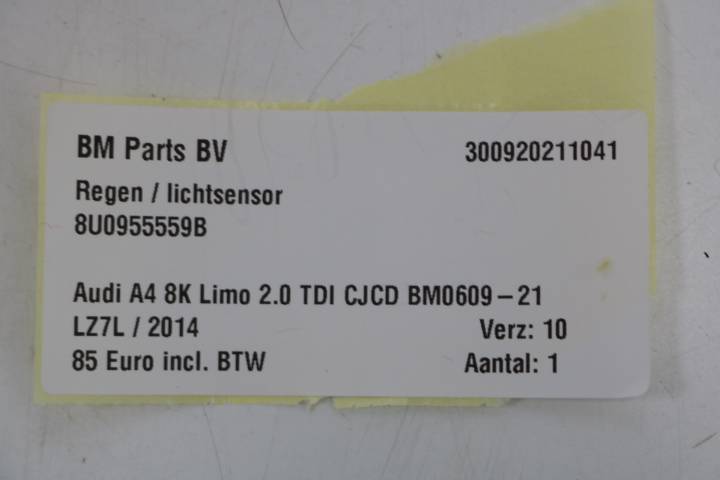 BM Parts BV 300920211041
Regen / lichtsensor
8U0955559B
Audi A4 8K Limo 2.0 TDI CJCD BM0609-21
LZ7L / 2014 Verz: 10
85 Euro incl. BTW Aantal: 1